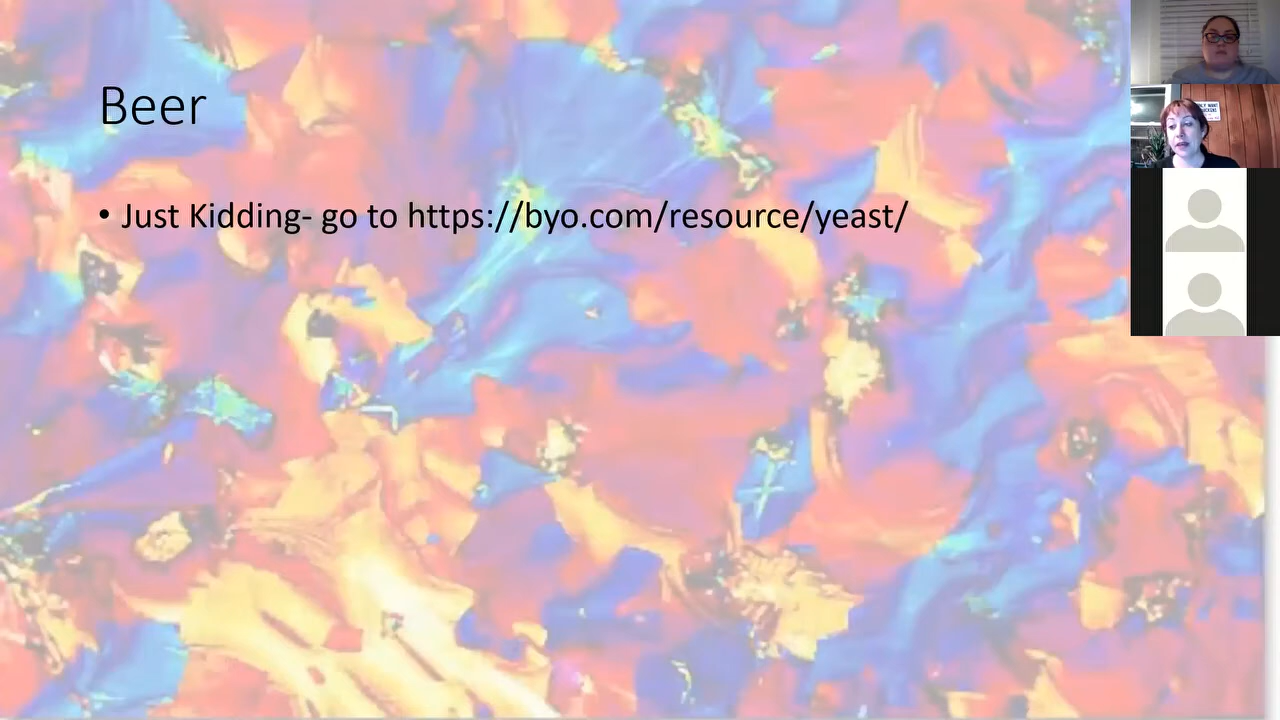 Beer
• Just Kidding- go to https://byo.com/resource/yeast/